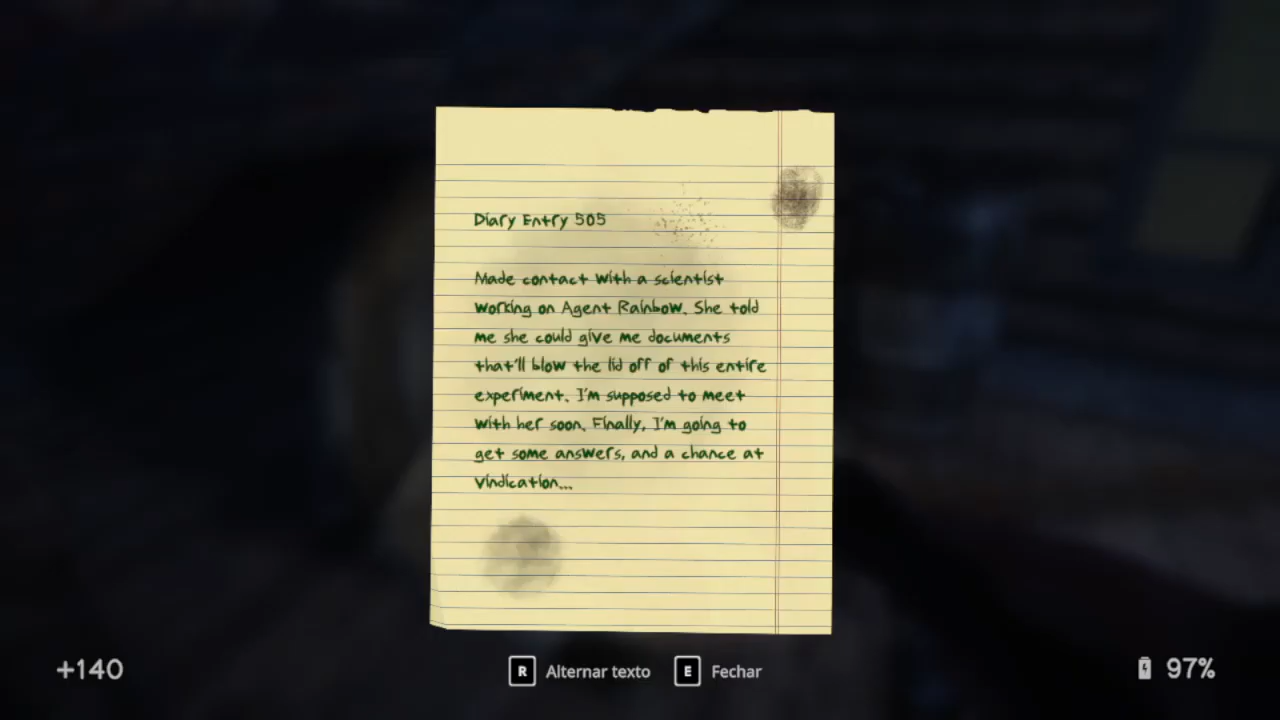 Diary Entry 505
Made contact with a scientist
working on Agent Rainbow. She told
me she could give me documents
that'll blow the lid off of this entire
experiment. I'm supposed to meet
with her soon. Finally, I'm going to
get some answers, and a chance at
vindication...
+140
R Alternar texto E Fechar
97%